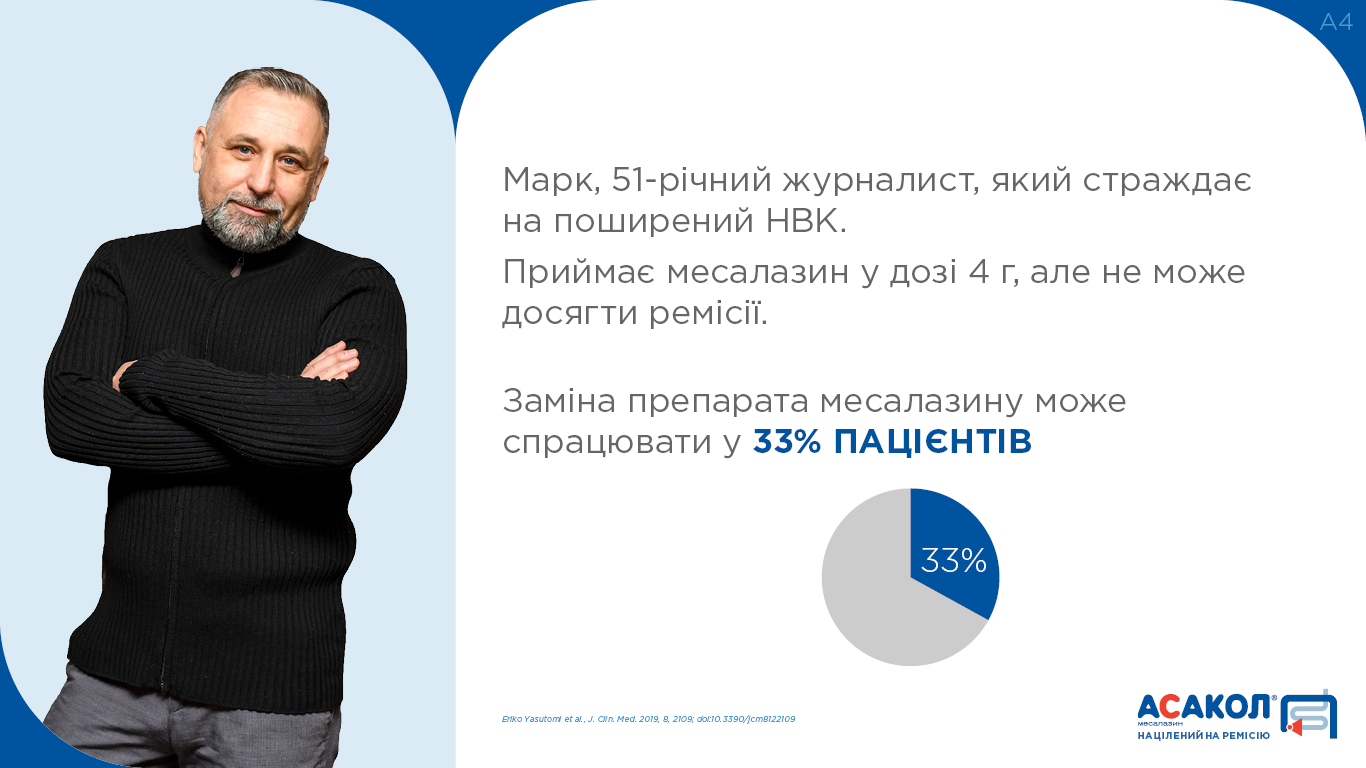 A4
Марк, 51-річний журналист, який страждає
на поширений НВК.
Приймає месалазин у дозі 4 г, але не може
досягти ремісії.
Заміна препарата месалазину може
спрацювати у 33% ПАЦІЄНТІВ
33%
Eriko Yasutomi et al., J. Clin. Med. 2019, 8, 2109; doi:10.3390/jcm8122109
АСАКОЛ®
месалазин
НАЦІЛЕНИЙ НА РЕМІСІЮ